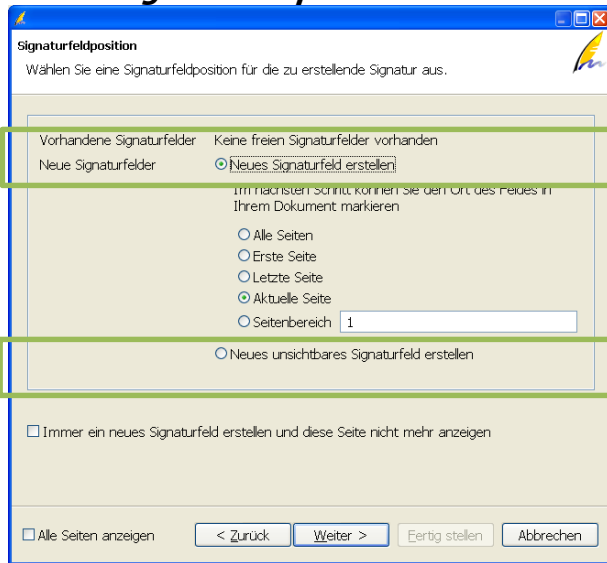 Signaturfeldposition
Wählen Sie eine Signaturfeldposition für die zu erstellende Signatur aus.
Vorhandene Signaturfelder Keine freien Signaturfelder vorhanden
Neue Signaturfelder Neues Signaturfeld erstellen
Im nächsten Schritt können Sie den Ort des Feldes in
Ihrem Dokument markieren
Alle Seiten
Erste Seite
Letzte Seite
Aktuelle Seite
Seitenbereich 1
Neues unsichtbares Signaturfeld erstellen
Immer ein neues Signaturfeld erstellen und diese Seite nicht mehr anzeigen
Alle Seiten anzeigen < Zurück Weiter > Fertig stellen Abbrechen